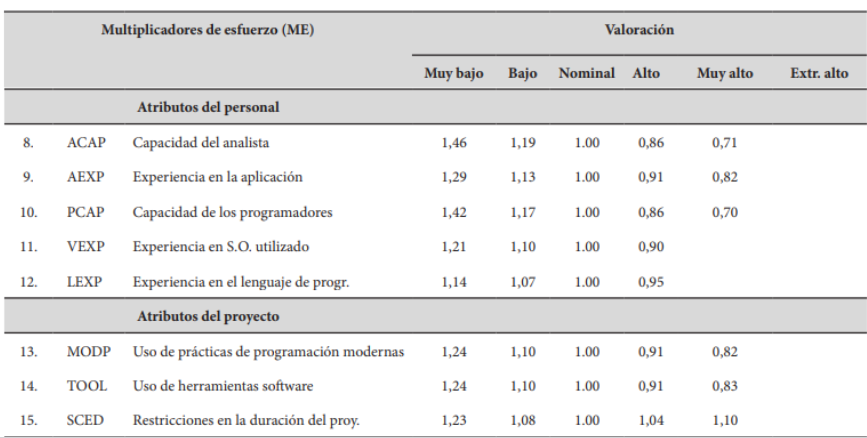 Multiplicadores de esfuerzo (ME) Valoración
Muy bajo Bajo Nominal Alto Muy alto Extr. alto
Atributos del personal
8. ACAP Capacidad del analista 1,46 1,19 1.00 0,86 0,71
9. AEXP Experiencia en la aplicación 1,29 1,13 1.00 0,91 0,82
10. PCAP Capacidad de los programadores 1,42 1,17 1.00 0,86 0,70
11. VEXP Experiencia en S.O. utilizado 1,21 1,10 1.00 0,90
12. LEXP Experiencia en el lenguaje de progr. 1,14 1,07 1.00 0,95
Atributos del proyecto
13. MODP Uso de prácticas de programación modernas 1,24 1,10 1.00 0,91 0,82
14. TOOL Uso de herramientas software 1,24 1,10 1.00 0,91 0,83
15. SCED Restricciones en la duración del proy. 1,23 1,08 1.00 1,04 1,10